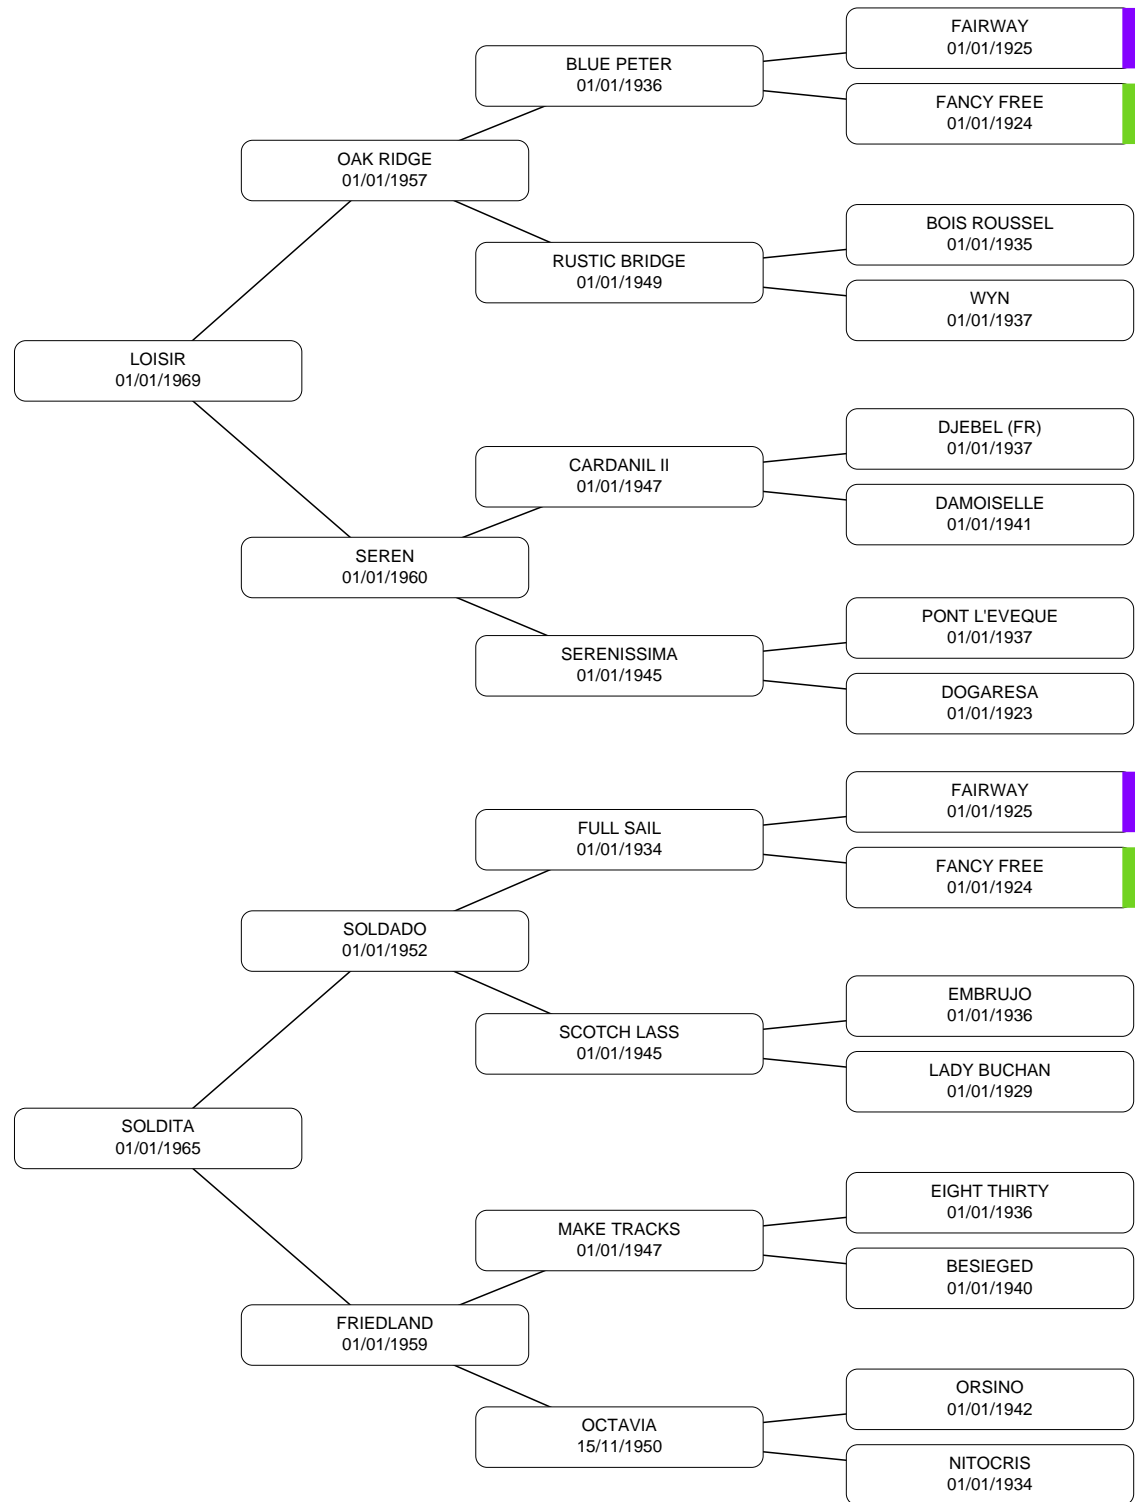 FAIRWAY
01/01/1925
BLUE PETER
01/01/1936
FANCY FREE
01/01/1924
OAK RIDGE
01/01/1957
BOIS ROUSSEL
01/01/1935
RUSTIC BRIDGE
01/01/1949
WYN
01/01/1937
LOISIR
01/01/1969
DJEBEL (FR)
01/01/1937
CARDANIL II
01/01/1947
DAMOISELLE
01/01/1941
SEREN
01/01/1960
PONT L'EVEQUE
01/01/1937
SERENISSIMA
01/01/1945
DOGARESA
01/01/1923
FAIRWAY
01/01/1925
FULL SAIL
01/01/1934
FANCY FREE
01/01/1924
SOLDADO
01/01/1952
EMBRUJO
01/01/1936
SCOTCH LASS
01/01/1945
LADY BUCHAN
01/01/1929
SOLDITA
01/01/1965
EIGHT THIRTY
01/01/1936
MAKE TRACKS
01/01/1947
BESIEGED
01/01/1940
FRIEDLAND
01/01/1959
ORSINO
01/01/1942
OCTAVIA
15/11/1950
NITOCRIS
01/01/1934